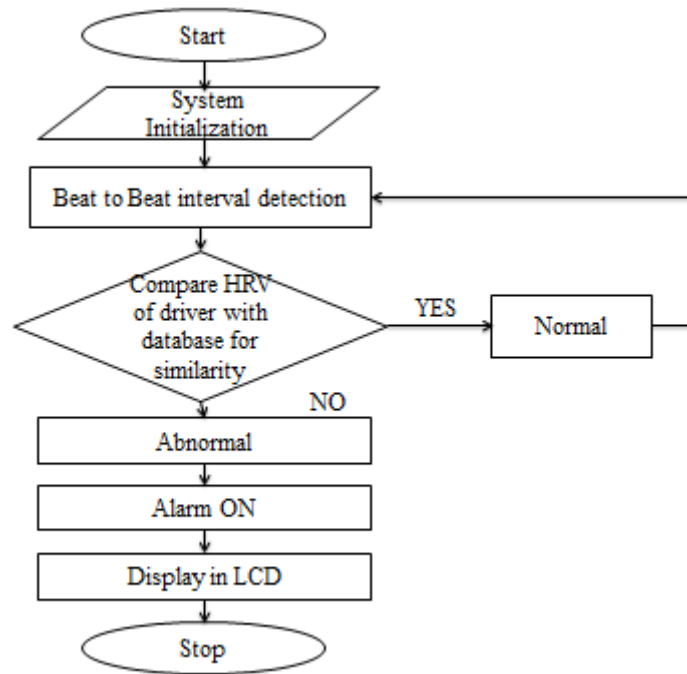 Start
System
Initialization
Beat to Beat interval detection
Compare HRV
of driver with
database for
similarity
YES
Normal
NO
Abnormal
Alarm ON
Display in LCD
Stop